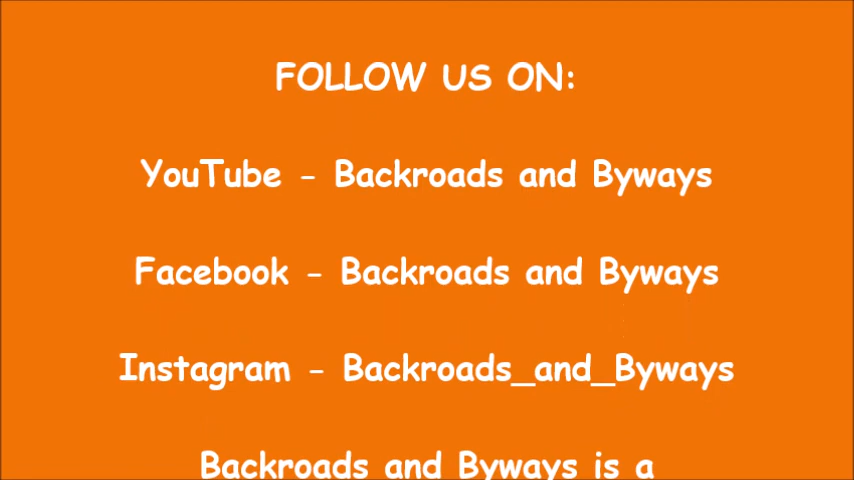 FOLLOW US ON:
YouTube - Backroads and Byways
Facebook - Backroads and Byways
Instagram - Backroads_and_Byways
Backroads and Byways is a